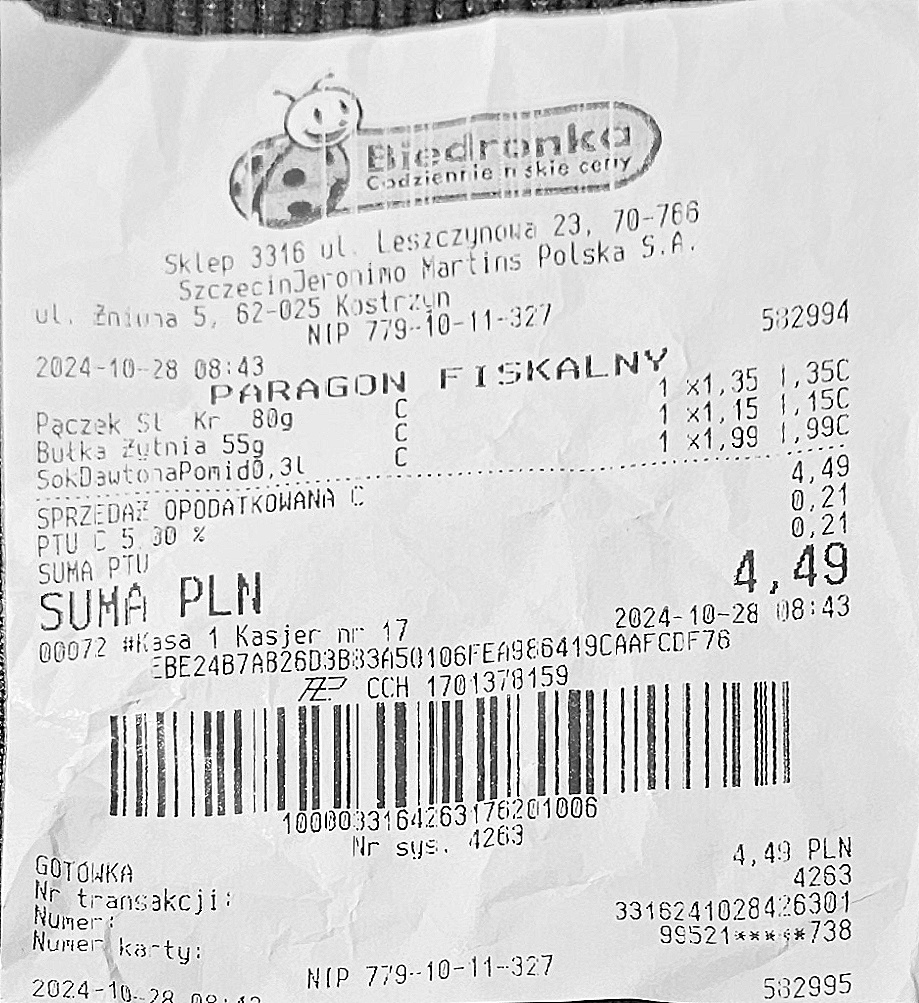 Biedronka
Codziennie niskie ceny
Sklep 3316 ul. Leszczynowa 23, 70-766
SzczecinJeronimo Martins Polska S.A.
ul. Żniwna 5, 62-025 Kostrzyn
NIP 779-10-11-327
582994
2024-10-28 08:43
PARAGON FISKALNY
Pączek Sl Kr 80g C 1 ×1,35 1,35C
Bułka Żytnia 55g C 1 ×1,15 1,15C
SokDawtonaPomid0,3l C 1 ×1,99 1,99C
SPRZEDAŻ OPODATKOWANA C 4,49
PTU C 5,00 % 0,21
SUMA PTU 0,21
SUMA PLN 4,49
00072 #Kasa 1 Kasjer nr 17 2024-10-28 08:43
EBE24B7AB26D3B83A50106FEA986419CAAFCDF76
CCH 1701378159
1000033164263176201006
Nr sys. 4263
GOTÓWKA 4,49 PLN
Nr transakcji: 4263
Numer: 3316241028426301
Numer karty: 99521*****738
NIP 779-10-11-327
2024-10-28 582995